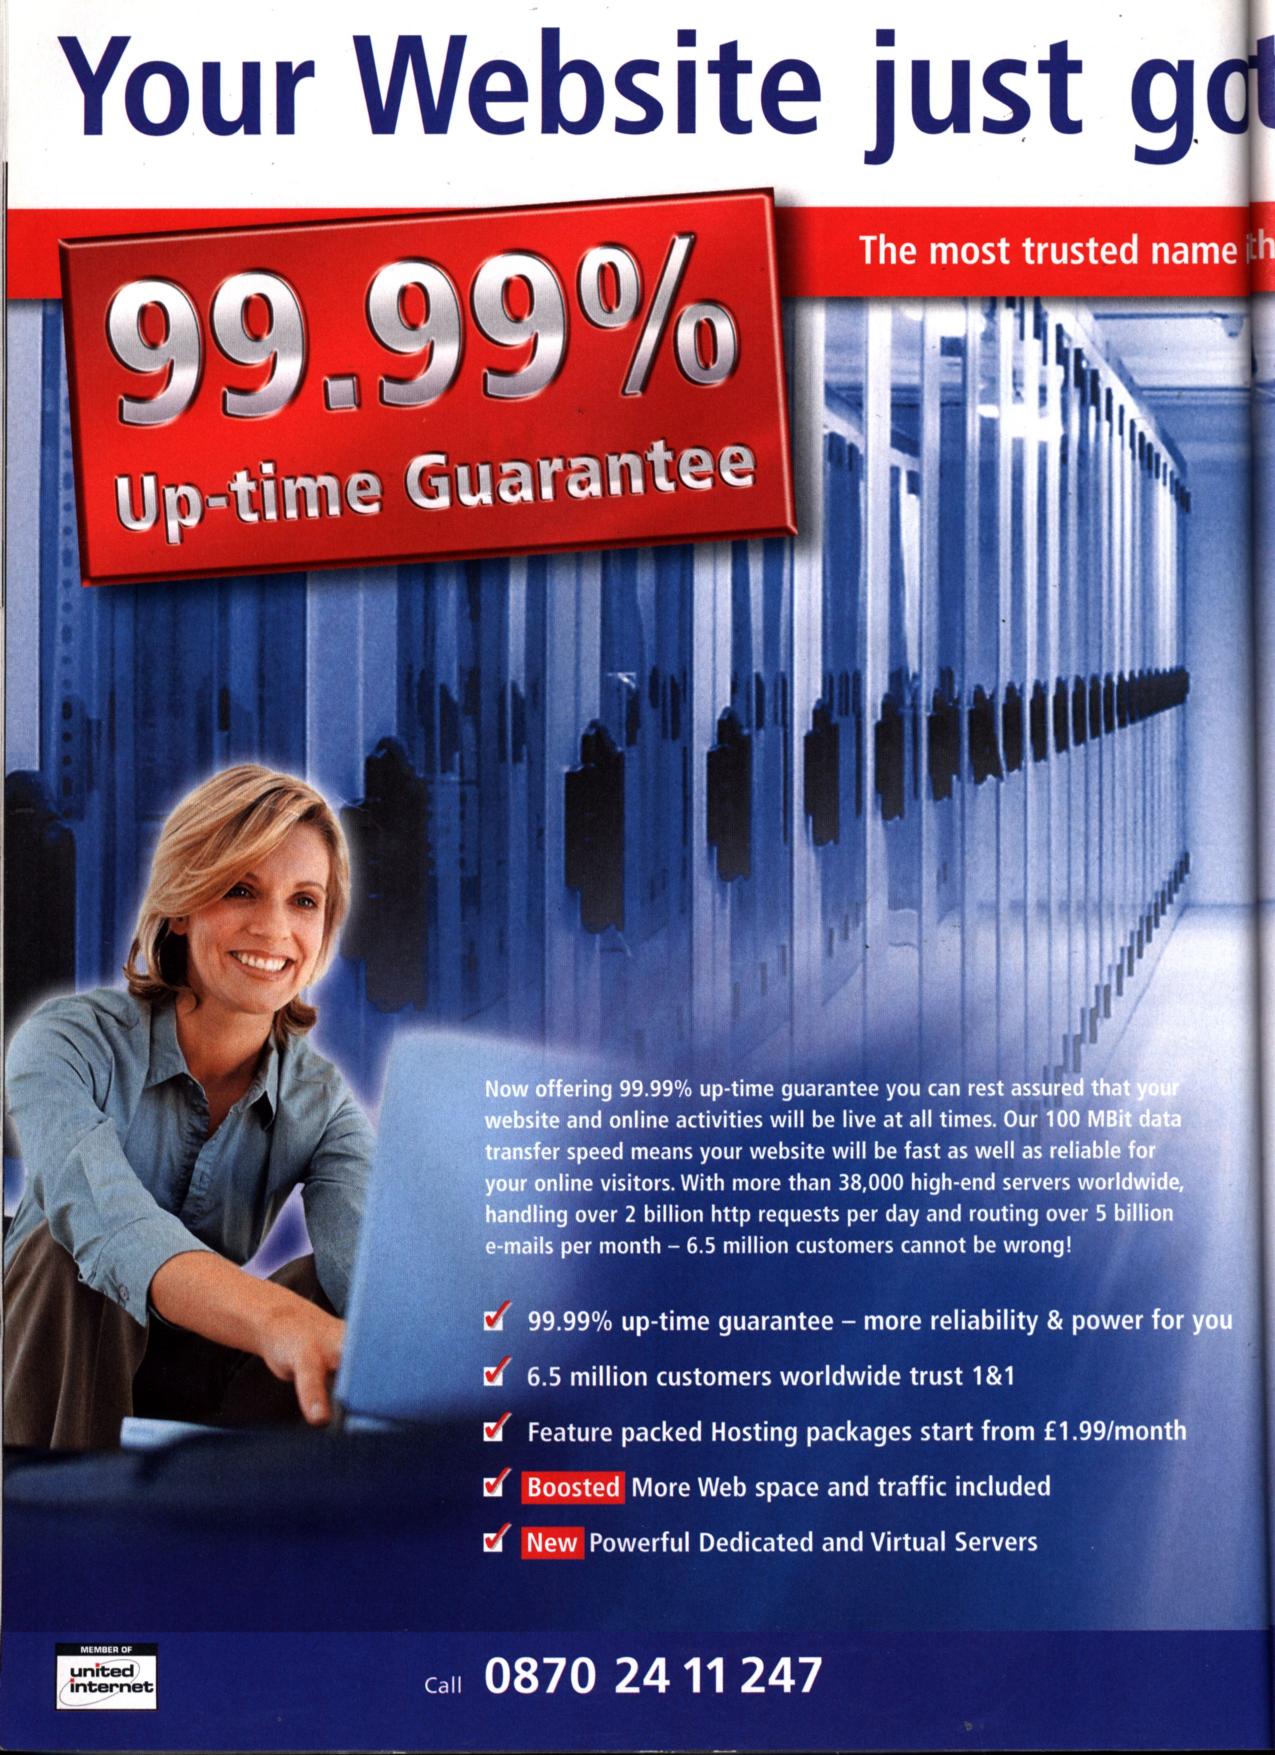 Your Website just got
The most trusted name
99.99%
Up-time Guarantee
Now offering 99.99% up-time guarantee you can rest assured that your
website and online activities will be live at all times. Our 100 MBit data
transfer speed means your website will be fast as well as reliable for
your online visitors. With more than 38,000 high-end servers worldwide,
handling over 2 billion http requests per day and routing over 5 billion
e-mails per month – 6.5 million customers cannot be wrong!
99.99% up-time guarantee – more reliability & power for you
6.5 million customers worldwide trust 1&1
Feature packed Hosting packages start from £1.99/month
Boosted More Web space and traffic included
New Powerful Dedicated and Virtual Servers
MEMBER OF
united
internet
Call 0870 24 11 247